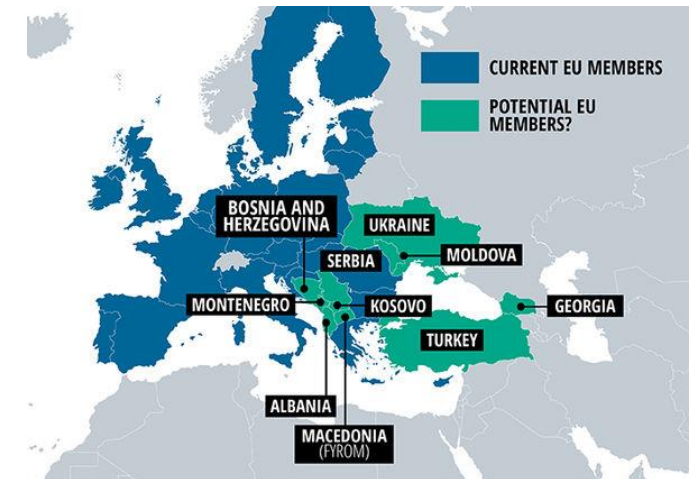 CURRENT EU MEMBERS
POTENTIAL EU
MEMBERS?
BOSNIA AND
HERZEGOVINA
UKRAINE
MOLDOVA
SERBIA
MONTENEGRO
KOSOVO
GEORGIA
TURKEY
ALBANIA
MACEDONIA
(FYROM)